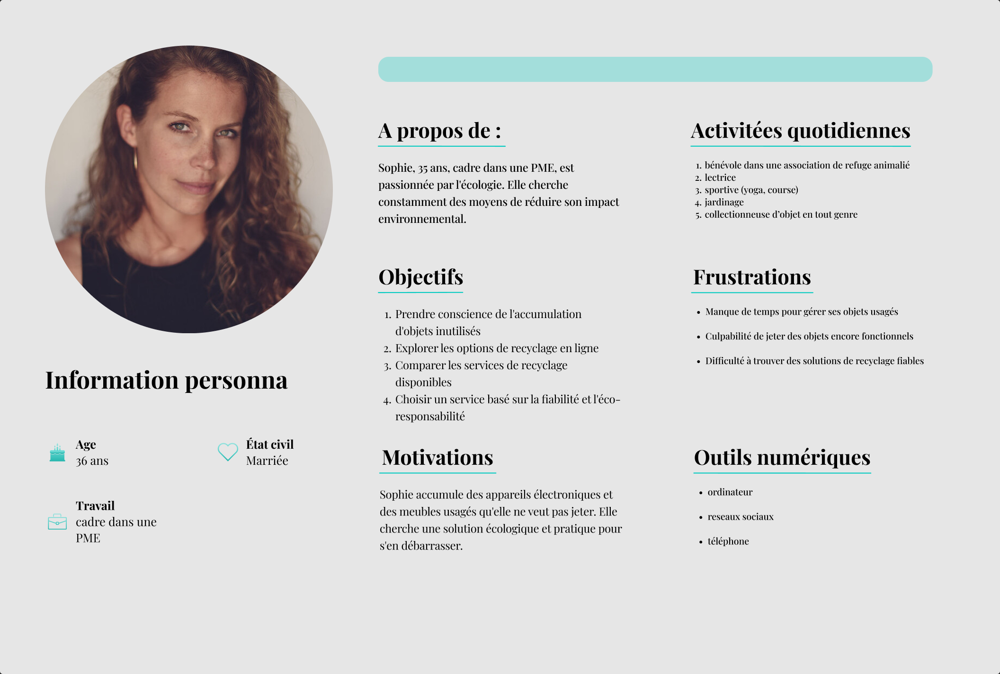 Information personna
Age
36 ans
État civil
Marriée
Travail
cadre dans une
PME
A propos de :
Sophie, 35 ans, cadre dans une PME, est
passionnée par l'écologie. Elle cherche
constamment des moyens de réduire son impact
environnemental.
Objectifs
1. Prendre conscience de l'accumulation
d'objets inutilisés
2. Explorer les options de recyclage en ligne
3. Comparer les services de recyclage
disponibles
4. Choisir un service basé sur la fiabilité et l'éco-
responsabilité
Motivations
Sophie accumule des appareils électroniques et
des meubles usagés qu'elle ne veut pas jeter. Elle
cherche une solution écologique et pratique pour
s'en débarrasser.
Activitées quotidiennes
1. bénévole dans une association de refuge animalié
2. lectrice
3. sportive (yoga, course)
4. jardinage
5. collectionneuse d’objet en tout genre
Frustrations
• Manque de temps pour gérer ses objets usagés
• Culpabilité de jeter des objets encore fonctionnels
• Difficulté à trouver des solutions de recyclage fiables
Outils numériques
• ordinateur
• reseaux sociaux
• téléphone